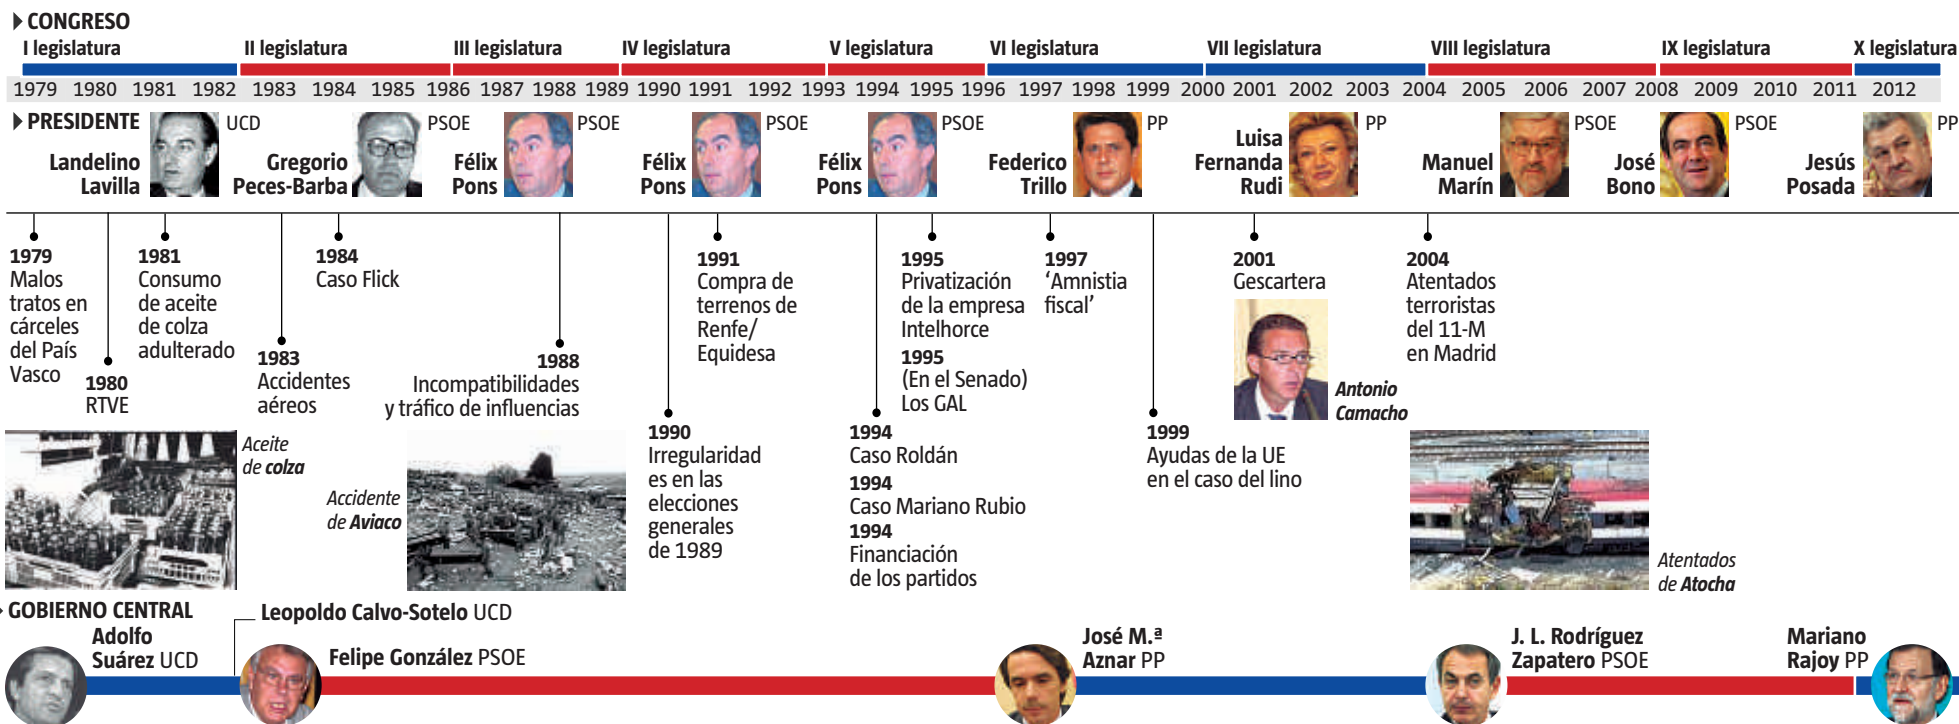 CONGRESO
I legislatura
II legislatura
III legislatura
IV legislatura
V legislatura
VI legislatura
VII legislatura
VIII legislatura
IX legislatura
X legislatura
1979 1980 1981 1982 1983 1984 1985 1986 1987 1988 1989 1990 1991 1992 1993 1994 1995 1996 1997 1998 1999 2000 2001 2002 2003 2004 2005 2006 2007 2008 2009 2010 2011 2012
PRESIDENTE
Landelino
Lavilla
UCD
Gregorio
Peces-Barba
PSOE
Félix
Pons
PSOE
Félix
Pons
PSOE
Félix
Pons
PSOE
Federico
Trillo
PP
Luisa
Fernanda
Rudi
PP
Manuel
Marín
PSOE
José
Bono
PSOE
Jesús
Posada
PP
1979
Malos
tratos en
cárceles
del País
Vasco
1980
RTVE
1981
Consumo
de aceite
de colza
adulterado
1983
Accidentes
aéreos
1984
Caso Flick
1988
Incompatibilidades
y tráfico de influencias
1990
Irregularidad
es en las
elecciones
generales
de 1989
1991
Compra de
terrenos de
Renfe/
Equidesa
1994
Caso Roldán
1994
Caso Mariano Rubio
1994
Financiación
de los partidos
1995
Privatización
de la empresa
Intelhorce
1995
(En el Senado)
Los GAL
1997
‘Amnistia
fiscal’
1999
Ayudas de la UE
en el caso del lino
2001
Gescartera
Antonio
Camacho
2004
Atentados
terroristas
del 11-M
en Madrid
Aceite
de colza
Accidente
de Aviaco
Atentados
de Atocha
GOBIERNO CENTRAL
Adolfo
Suárez UCD
Leopoldo Calvo-Sotelo UCD
Felipe González PSOE
José M.ª
Aznar PP
J. L. Rodríguez
Zapatero PSOE
Mariano
Rajoy PP